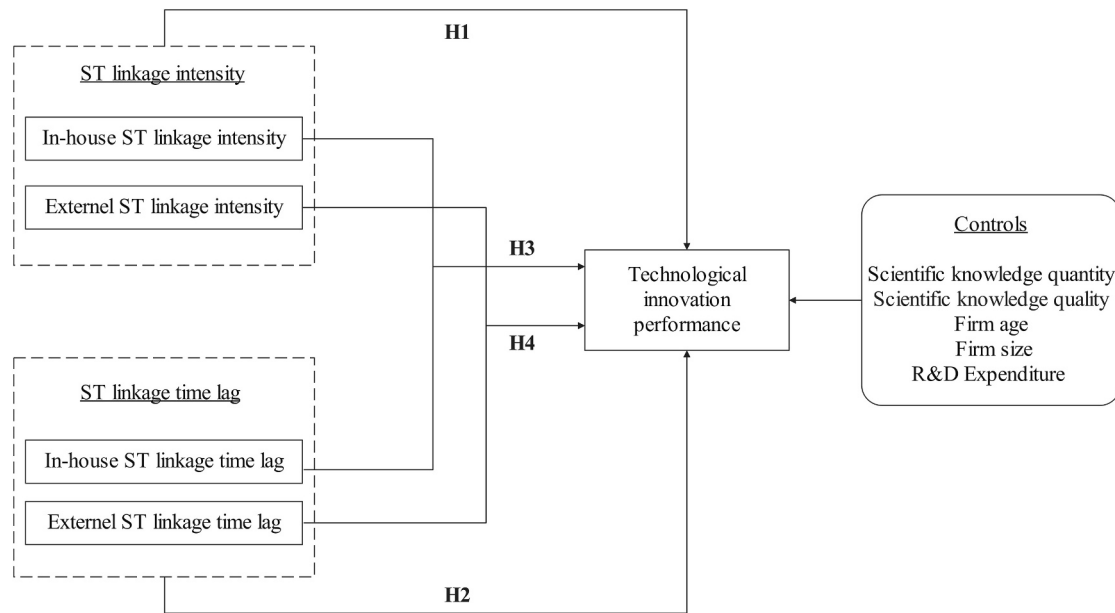 H1
ST linkage intensity
In-house ST linkage intensity
Externel ST linkage intensity
H3
H4
Technological
innovation
performance
Controls
Scientific knowledge quantity
Scientific knowledge quality
Firm age
Firm size
R&D Expenditure
ST linkage time lag
In-house ST linkage time lag
Externel ST linkage time lag
H2